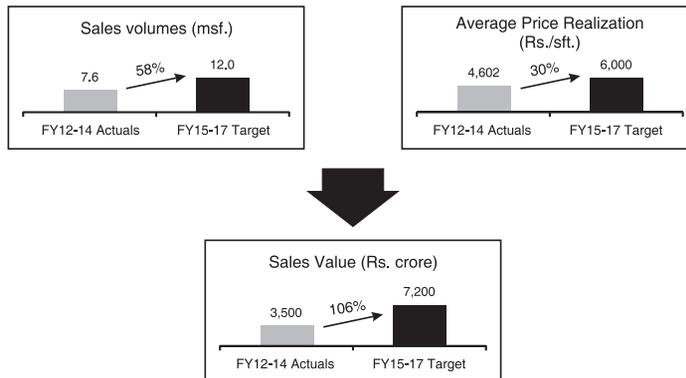 Sales volumes (msf.)
7.6
58%
12.0
FY12-14 Actuals
FY15-17 Target
Average Price Realization
(Rs./sft.)
4,602
30%
6,000
FY12-14 Actuals
FY15-17 Target
Sales Value (Rs. crore)
3,500
106%
7,200
FY12-14 Actuals
FY15-17 Target